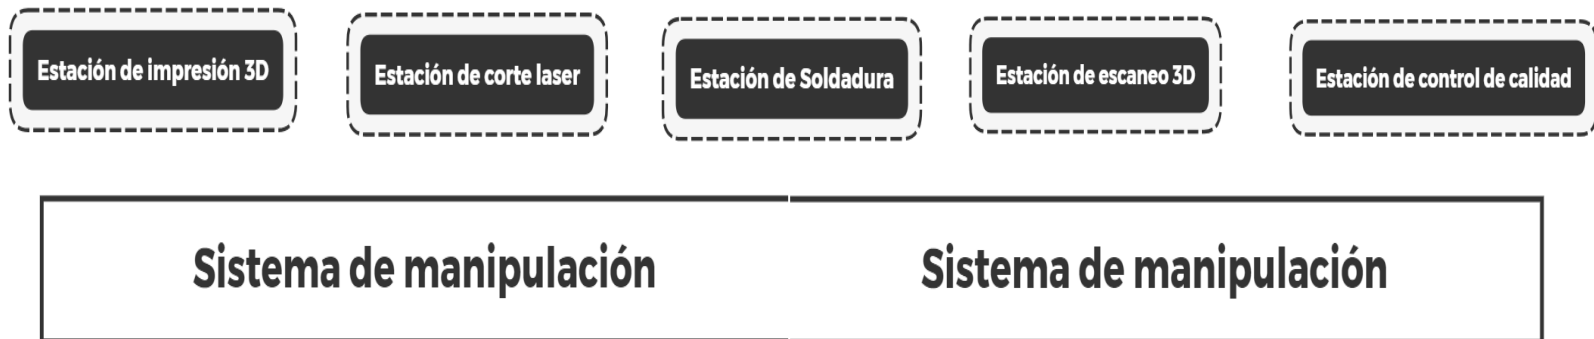 Estación de impresión 3D
Estación de corte laser
Estación de Soldadura
Estación de escaneo 3D
Estación de control de calidad
Sistema de manipulación
Sistema de manipulación